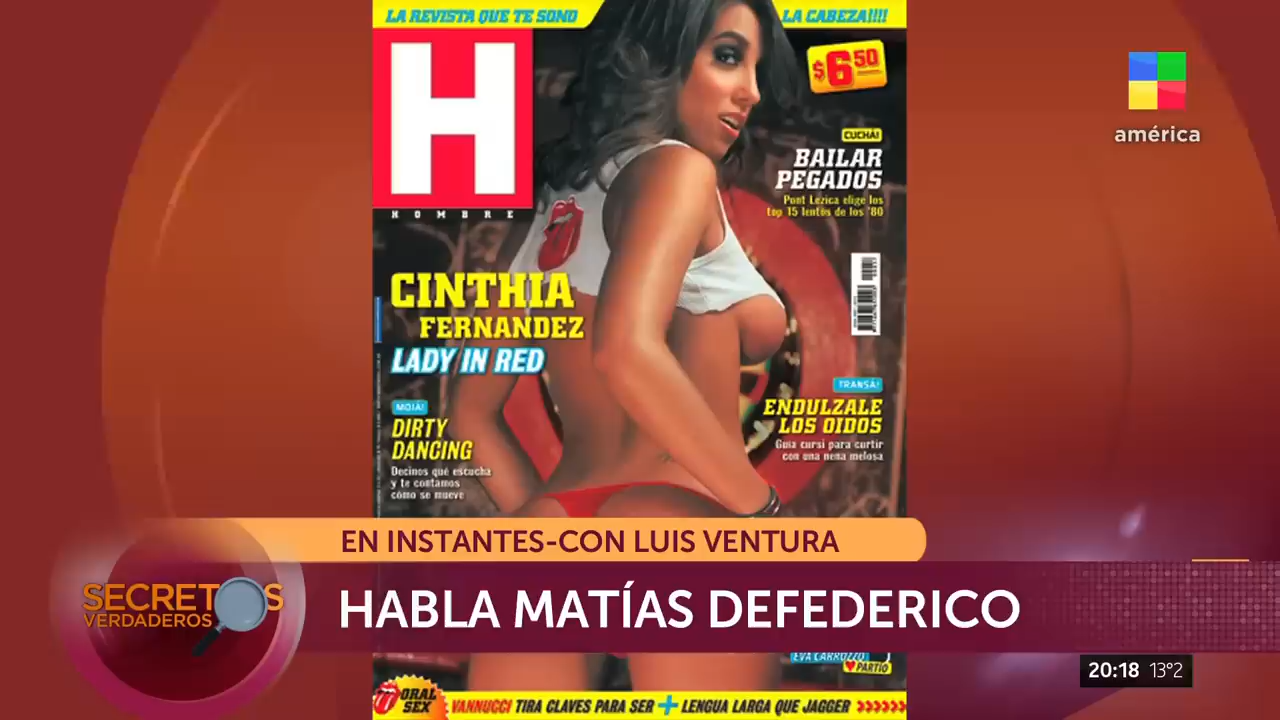 LA REVISTA QUE TE SONO
LA CABEZA!!!!
H
HOMBRE
$6.50
américa
CUCHÁ!
BAILAR
PEGADOS
Pont Lezica elige los
top 15 lentos de los '80
CINTHIA
FERNANDEZ
LADY IN RED
MOJÁ!
DIRTY
DANCING
Decinos qué escucha
y te contamos
cómo se mueve
TRANSÁ!
ENDULZALE
LOS OIDOS
Guía cursi para curtir
con una nena melosa
EN INSTANTES-CON LUIS VENTURA
SECRETOS
VERDADEROS
HABLA MATÍAS DEFEDERICO
EVA CARROZZO
PARTIO
20:18 13°2
ORAL
SEX
VANNUCCI TIRA CLAVES PARA SER + LENGUA LARGA QUE JAGGER